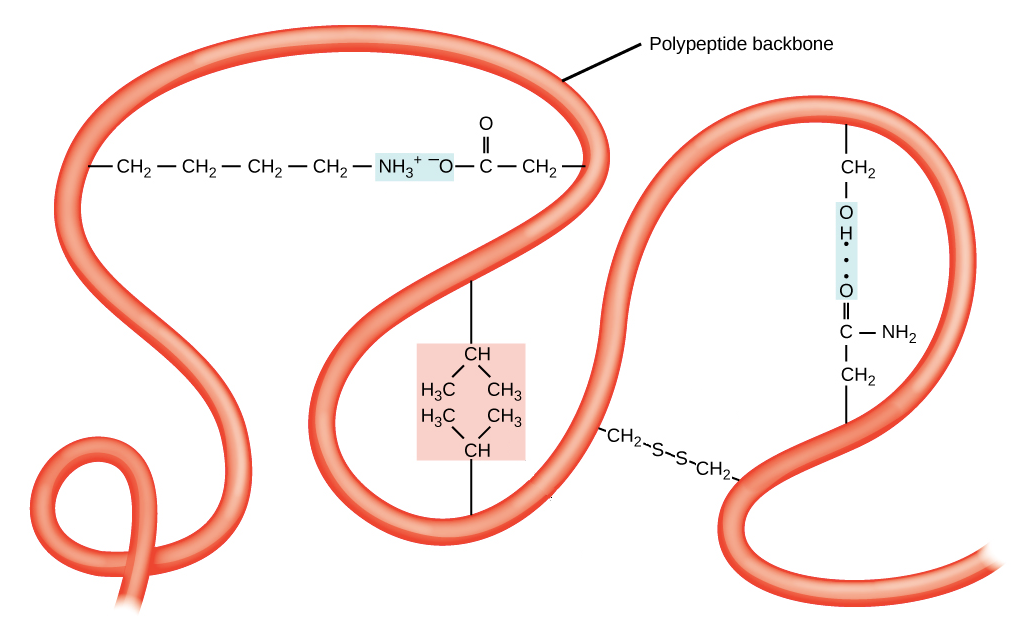 Polypeptide backbone
O
CH₂ — CH₂ — CH₂ — CH₂ — NH₃⁺ ⁻O — C — CH₂
CH₂
O
H
O
C — NH₂
CH₂
CH
H₃C CH₃
H₃C CH₃
CH
CH₂-S-S-CH₂